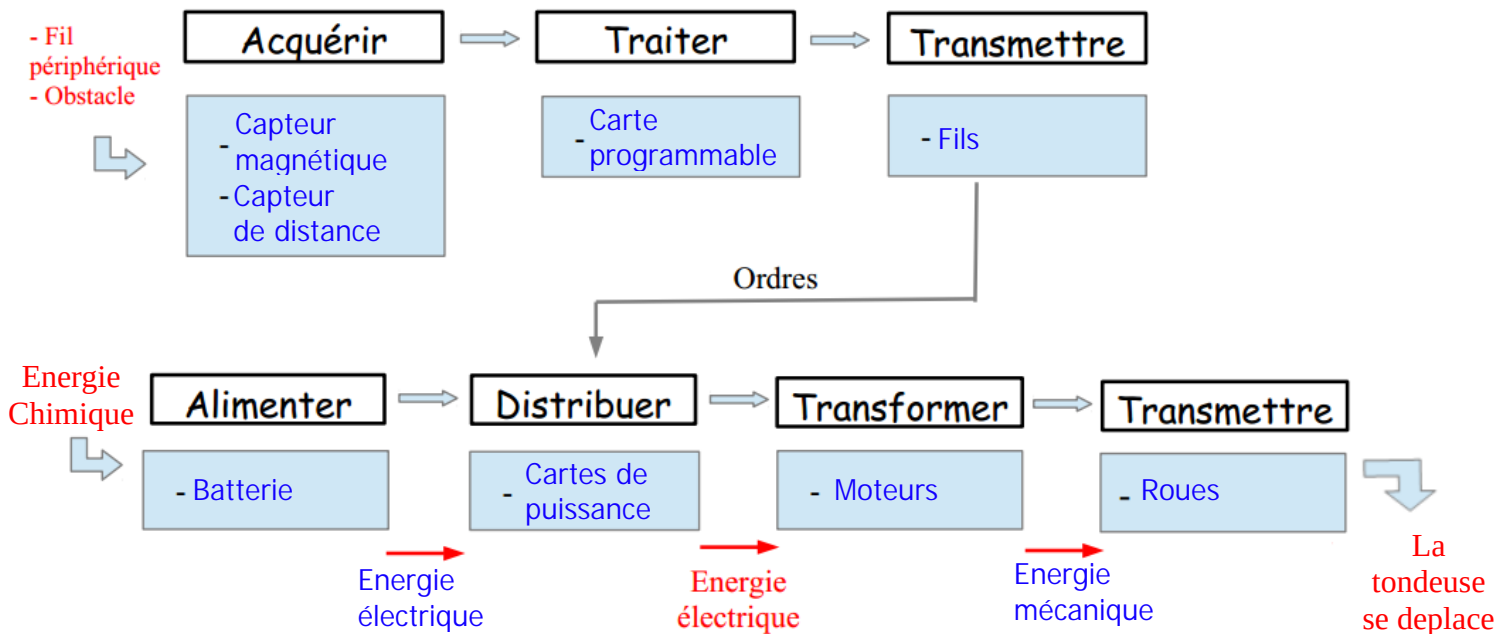 - Fil
périphérique
- Obstacle
Acquérir
Traiter
Transmettre
- Capteur
magnétique
- Capteur
de distance
- Carte
programmable
- Fils
Ordres
Energie
Chimique
Alimenter
Distribuer
Transformer
Transmettre
- Batterie
- Cartes de
puissance
- Moteurs
- Roues
Energie
électrique
Energie
électrique
Energie
mécanique
La
tondeuse
se deplace